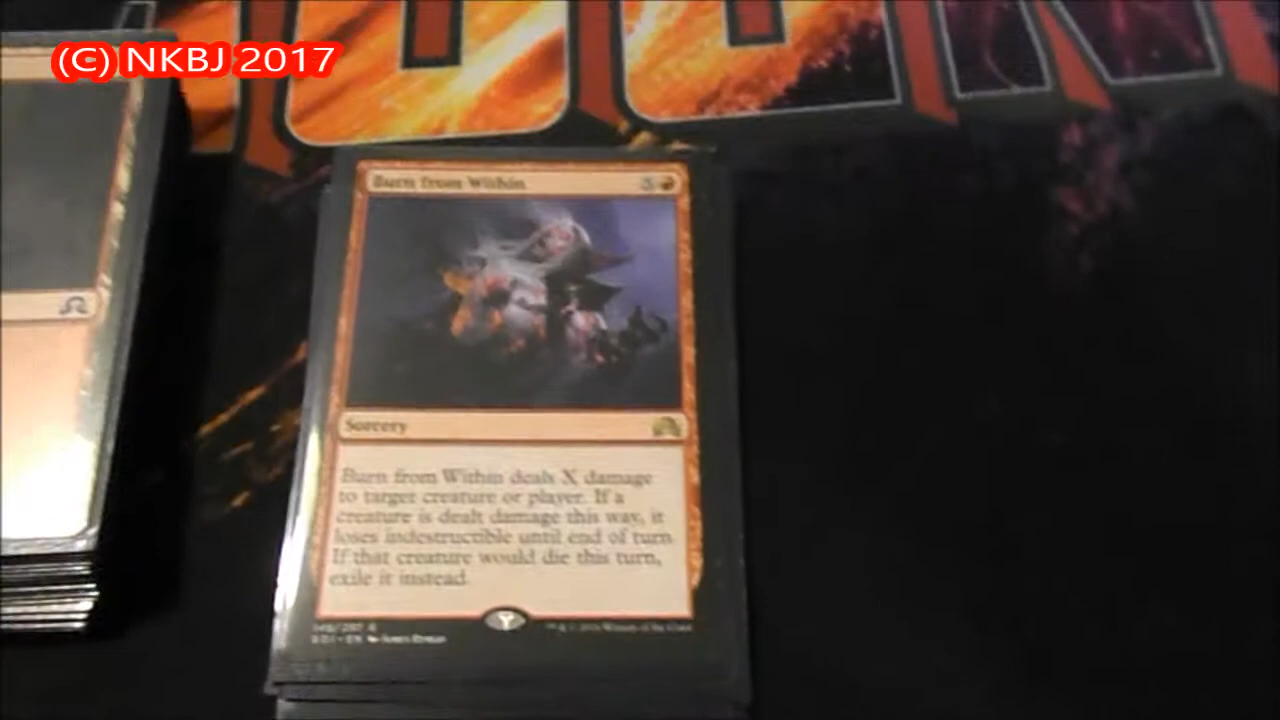 (C) NKBJ 2017
Burn from Within
Sorcery
Burn from Within deals X damage
to target creature or player. If a
creature is dealt damage this way, it
loses indestructible until end of turn.
If that creature would die this turn,
exile it instead.
SOI • EN